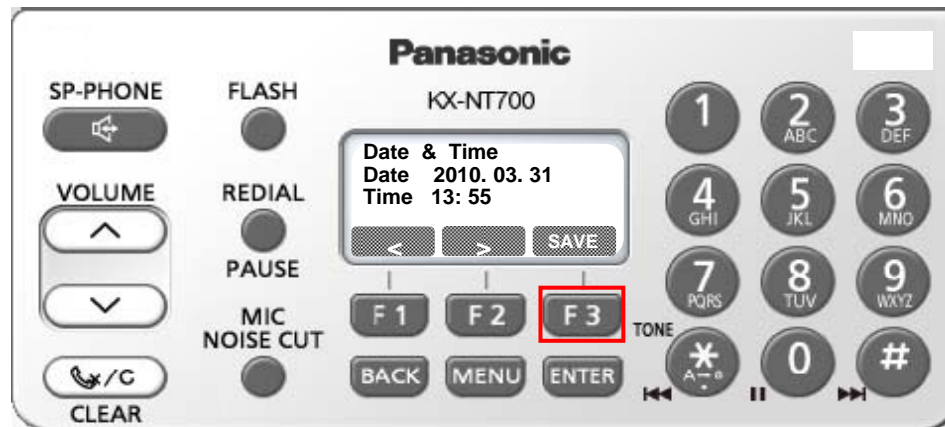 Panasonic
KX-NT700
SP-PHONE
FLASH
VOLUME
REDIAL
PAUSE
MIC
NOISE CUT
CLEAR
Date & Time
Date 2010. 03. 31
Time 13: 55
< > SAVE
F 1 F 2 F 3
BACK MENU ENTER
1
2 ABC
3 DEF
4 GHI
5 JKL
6 MNO
7 PQRS
8 TUV
9 WXYZ
TONE
* A⇔a
0
#
/C